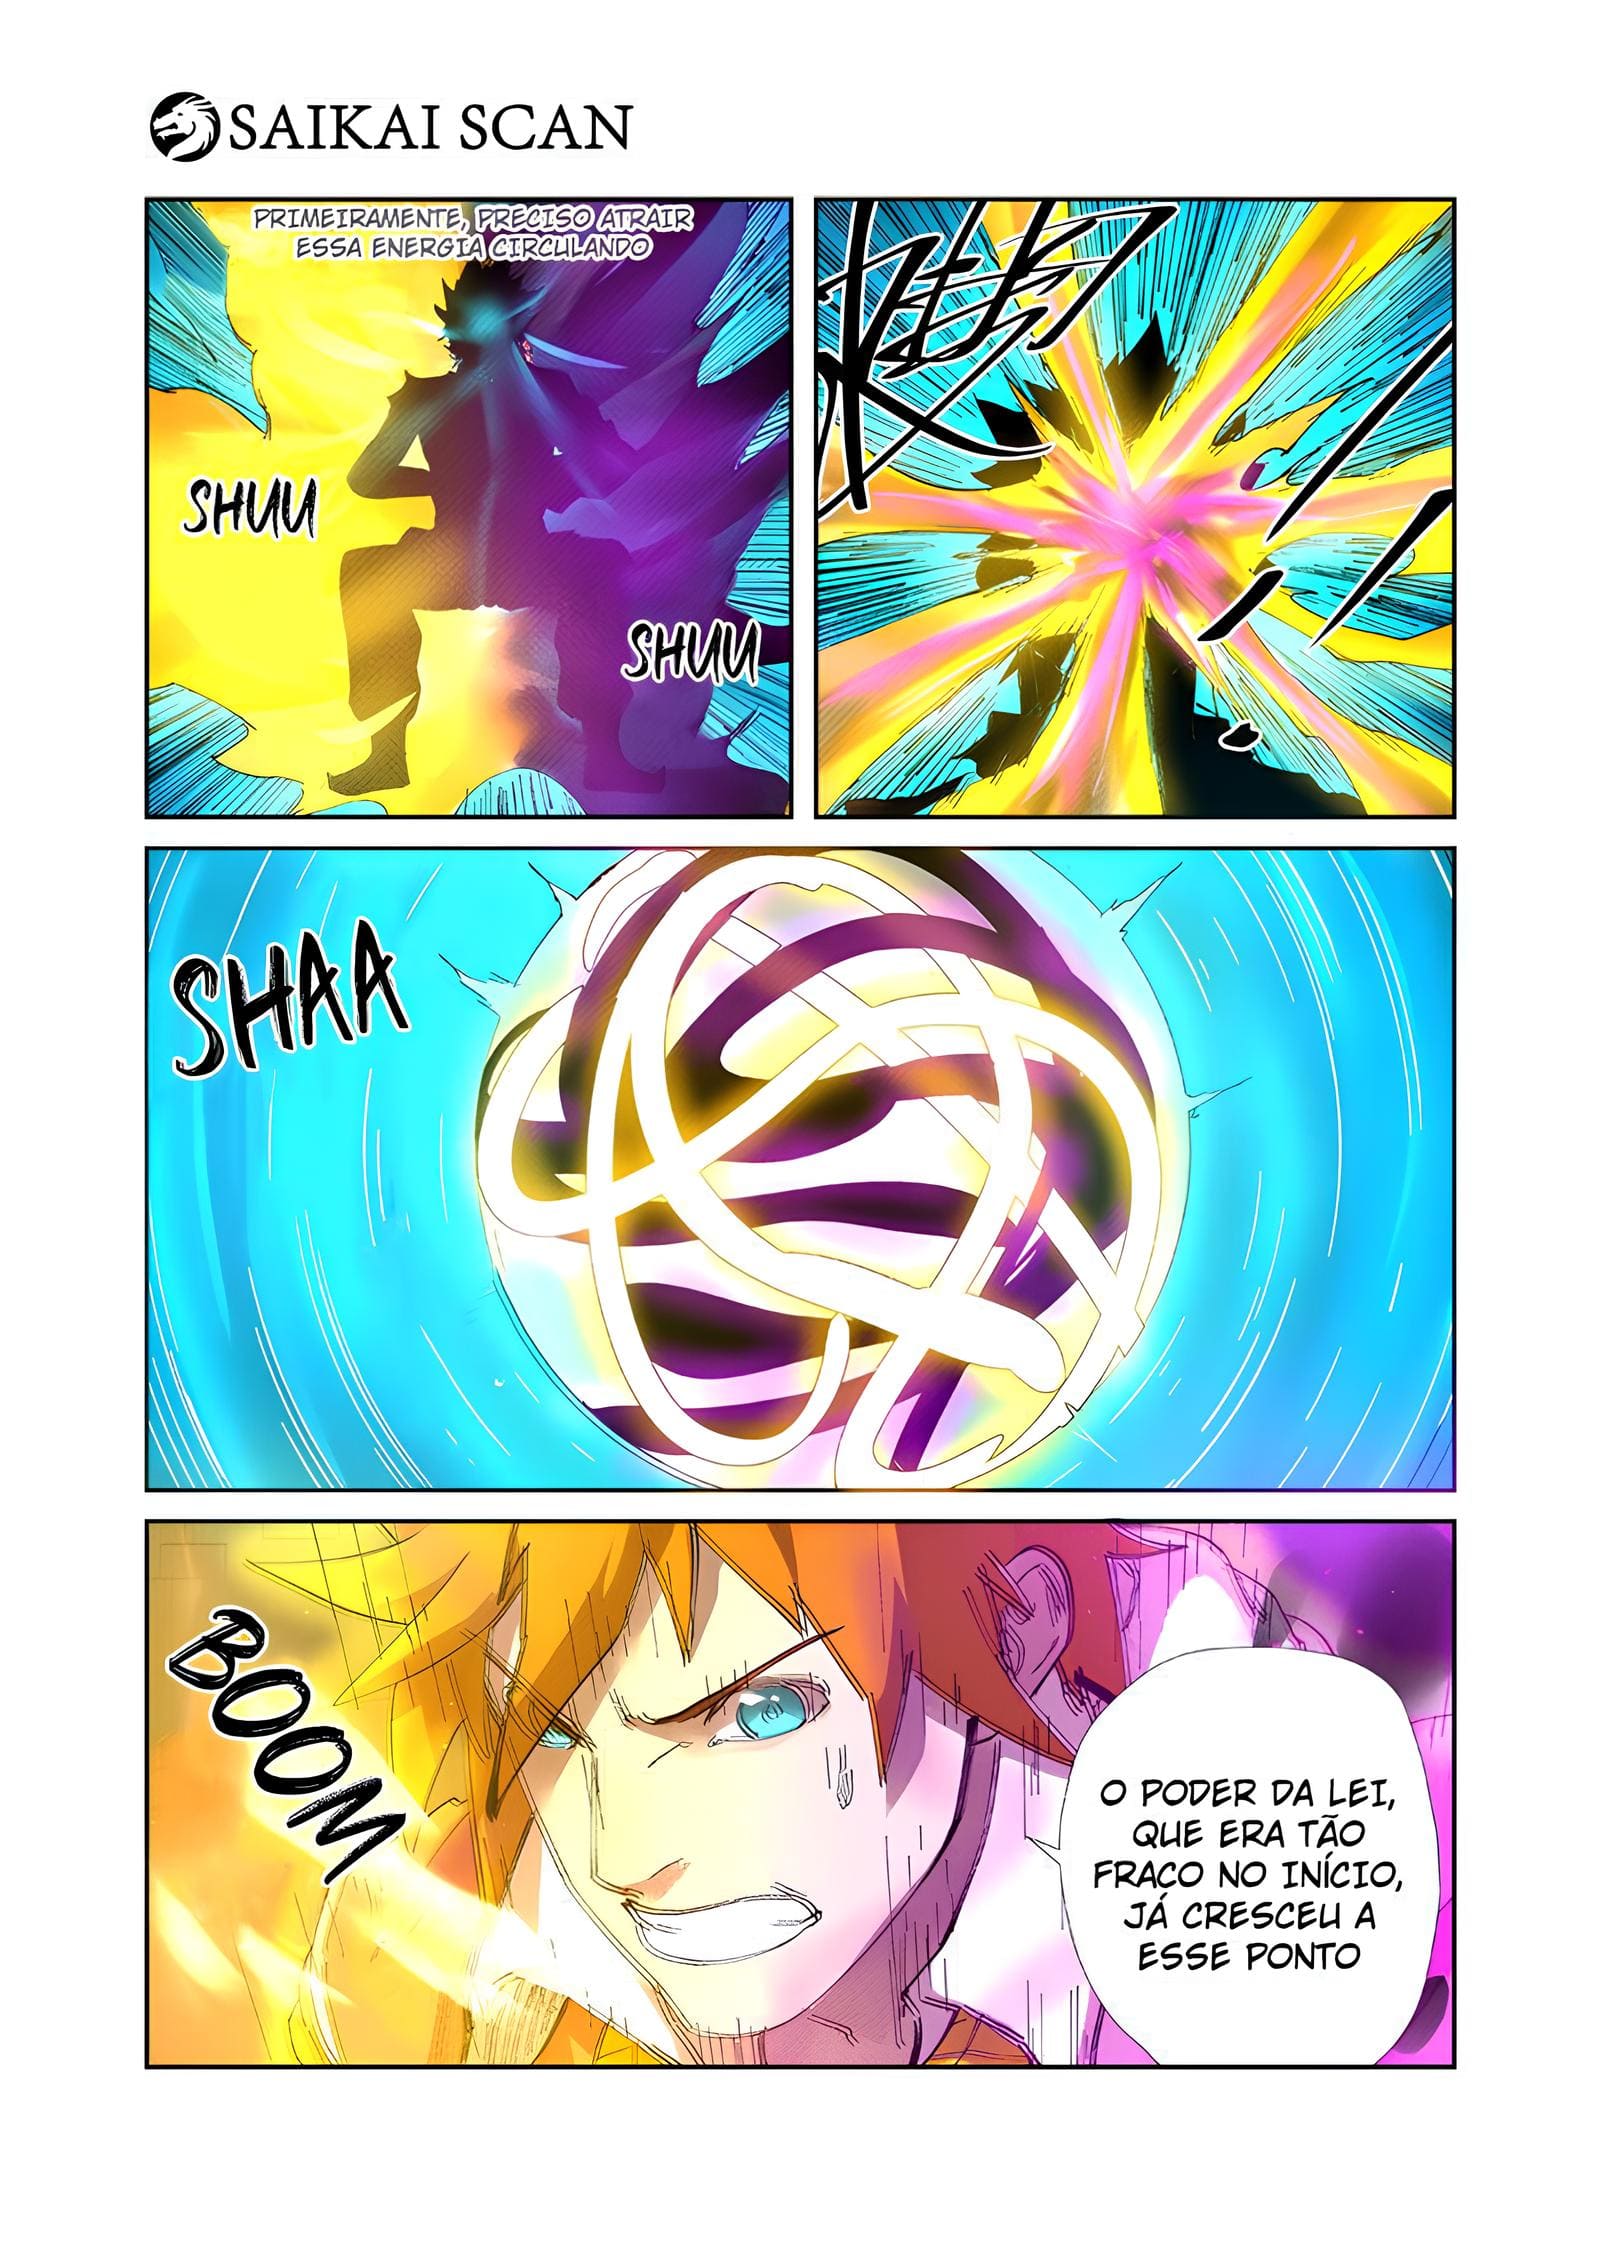 SAIKAI SCAN
PRIMEIRAMENTE, PRECISO ATRAIR
ESSA ENERGIA CIRCULANDO
SHUU
SHUU
SHAA
BOOM
O PODER DA LEI,
QUE ERA TÃO
FRACO NO INÍCIO,
JÁ CRESCEU A
ESSE PONTO